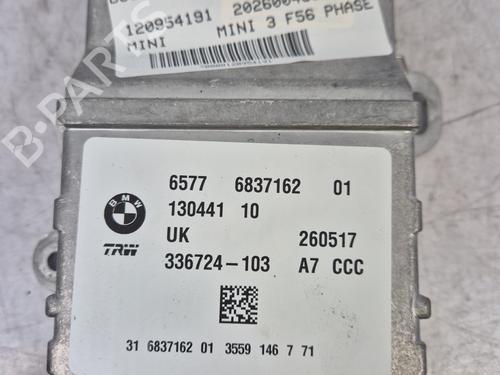 120954191
MINI MINI 3 F56 PHASE
6577 6837162 01
BMW
130441 10
UK 260517
TRW
336724-103 A7 CCC
31 6837162 01 3559 146 7 71
B-PARTS